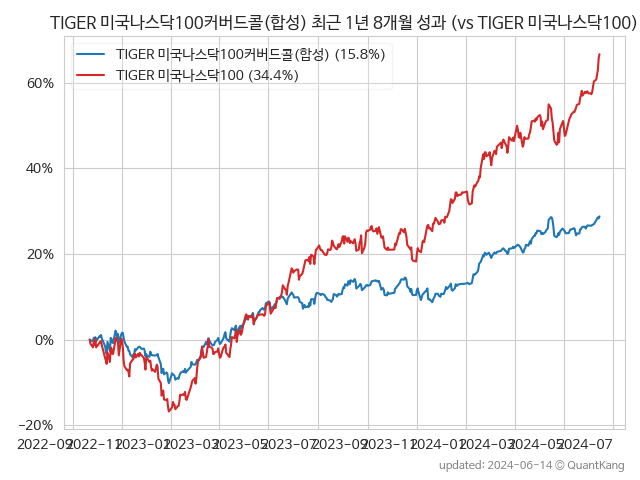 TIGER 미국나스닥100커버드콜(합성) 최근 1년 8개월 성과 (vs TIGER 미국나스닥100)
TIGER 미국나스닥100커버드콜(합성) (15.8%)
TIGER 미국나스닥100 (34.4%)
60%
40%
20%
0%
−20%
2022-09 2022-11 2023-01 2023-03 2023-05 2023-07 2023-09 2023-11 2024-01 2024-03 2024-05 2024-07
updated: 2024-06-14 © QuantKang